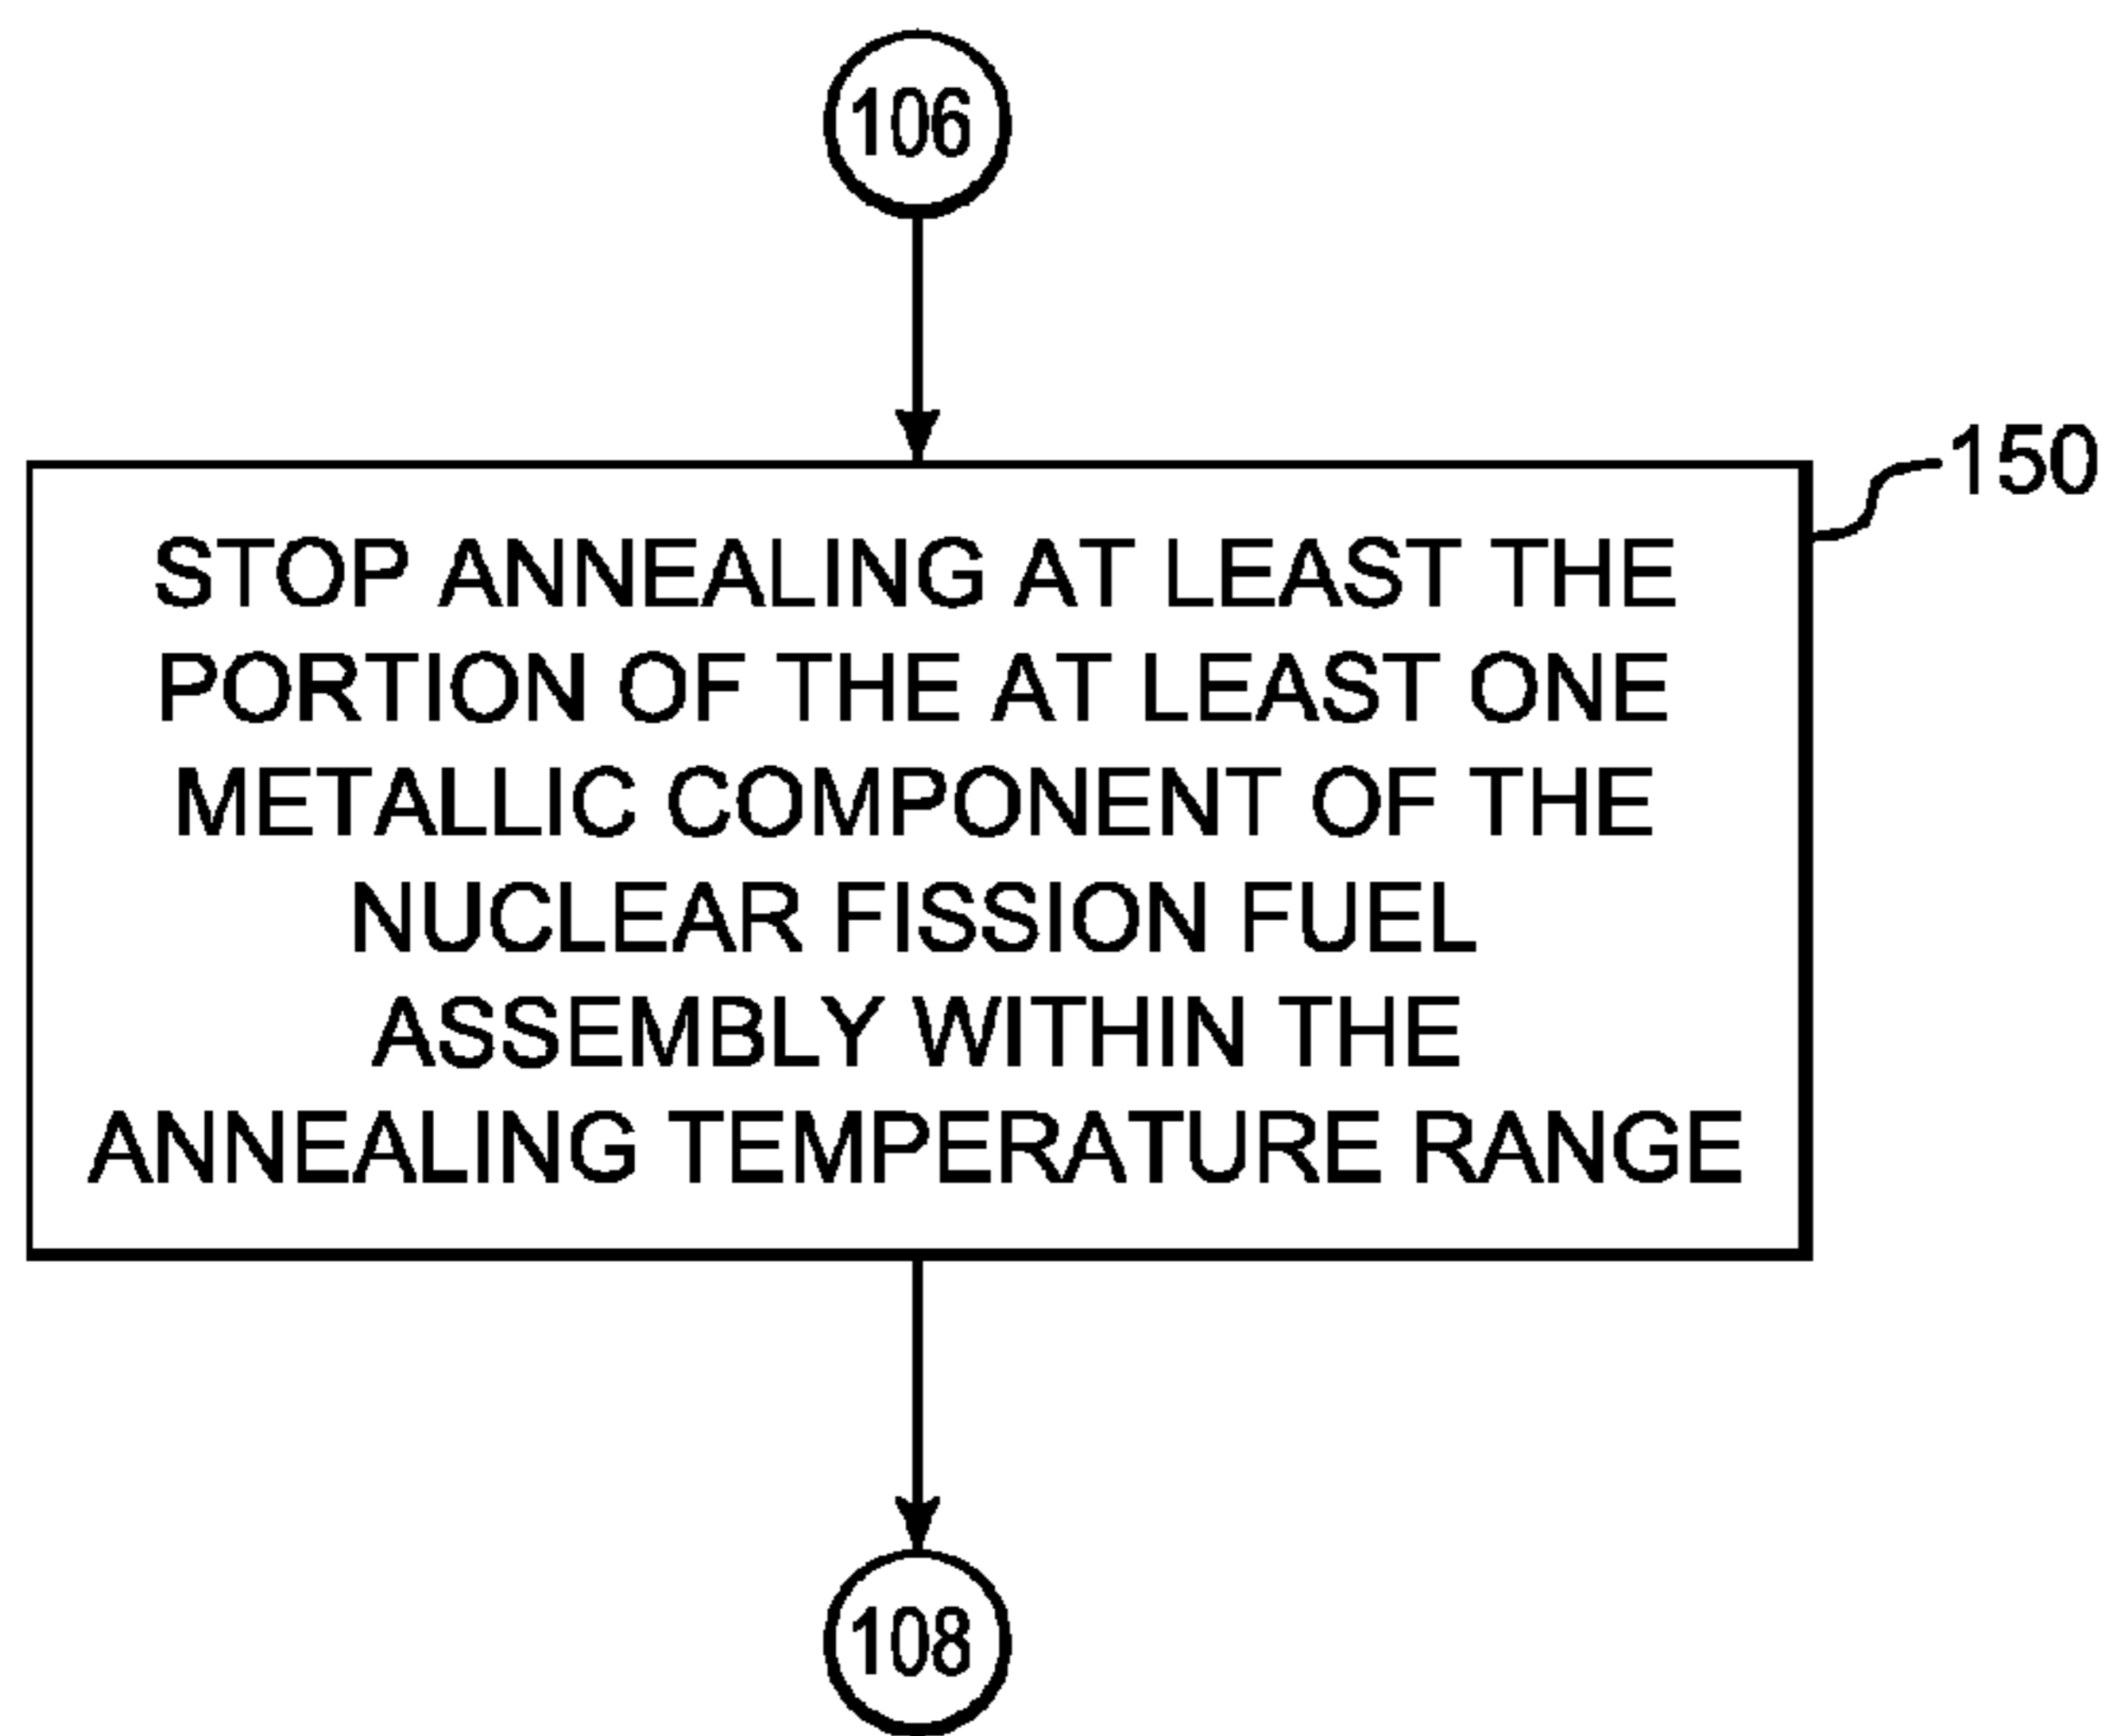 106
150
STOP ANNEALING AT LEAST THE
PORTION OF THE AT LEAST ONE
METALLIC COMPONENT OF THE
NUCLEAR FISSION FUEL
ASSEMBLY WITHIN THE
ANNEALING TEMPERATURE RANGE
108